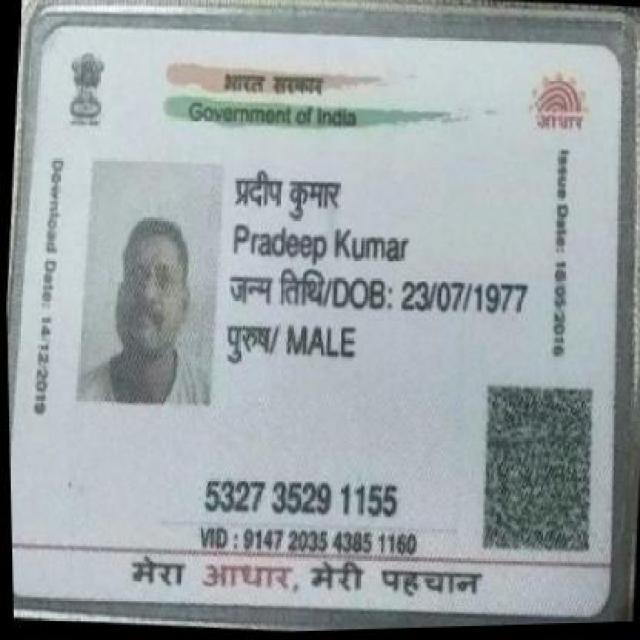 भारत सरकार
Government of India
आधार
Download Date: 14/12/2019
Issue Date: 18/05/2016
प्रदीप कुमार
Pradeep Kumar
जन्म तिथि/DOB: 23/07/1977
पुरुष/ MALE
5327 3529 1155
VID : 9147 2035 4385 1160
मेरा आधार, मेरी पहचान